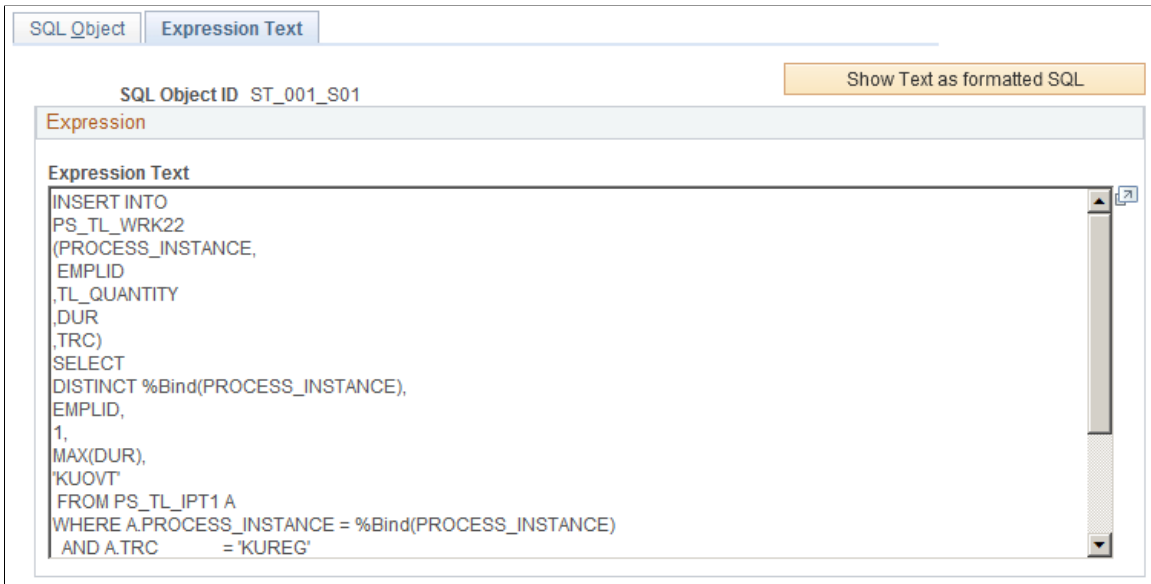 SQL Object Expression Text
Show Text as formatted SQL
SQL Object ID ST_001_S01
Expression
Expression Text
INSERT INTO
PS_TL_WRK22
(PROCESS_INSTANCE,
EMPLID
,TL_QUANTITY
,DUR
,TRC)
SELECT
DISTINCT %Bind(PROCESS_INSTANCE),
EMPLID,
1,
MAX(DUR),
'KUOVT'
FROM PS_TL_IPT1 A
WHERE A.PROCESS_INSTANCE = %Bind(PROCESS_INSTANCE)
AND A.TRC = 'KUREG'